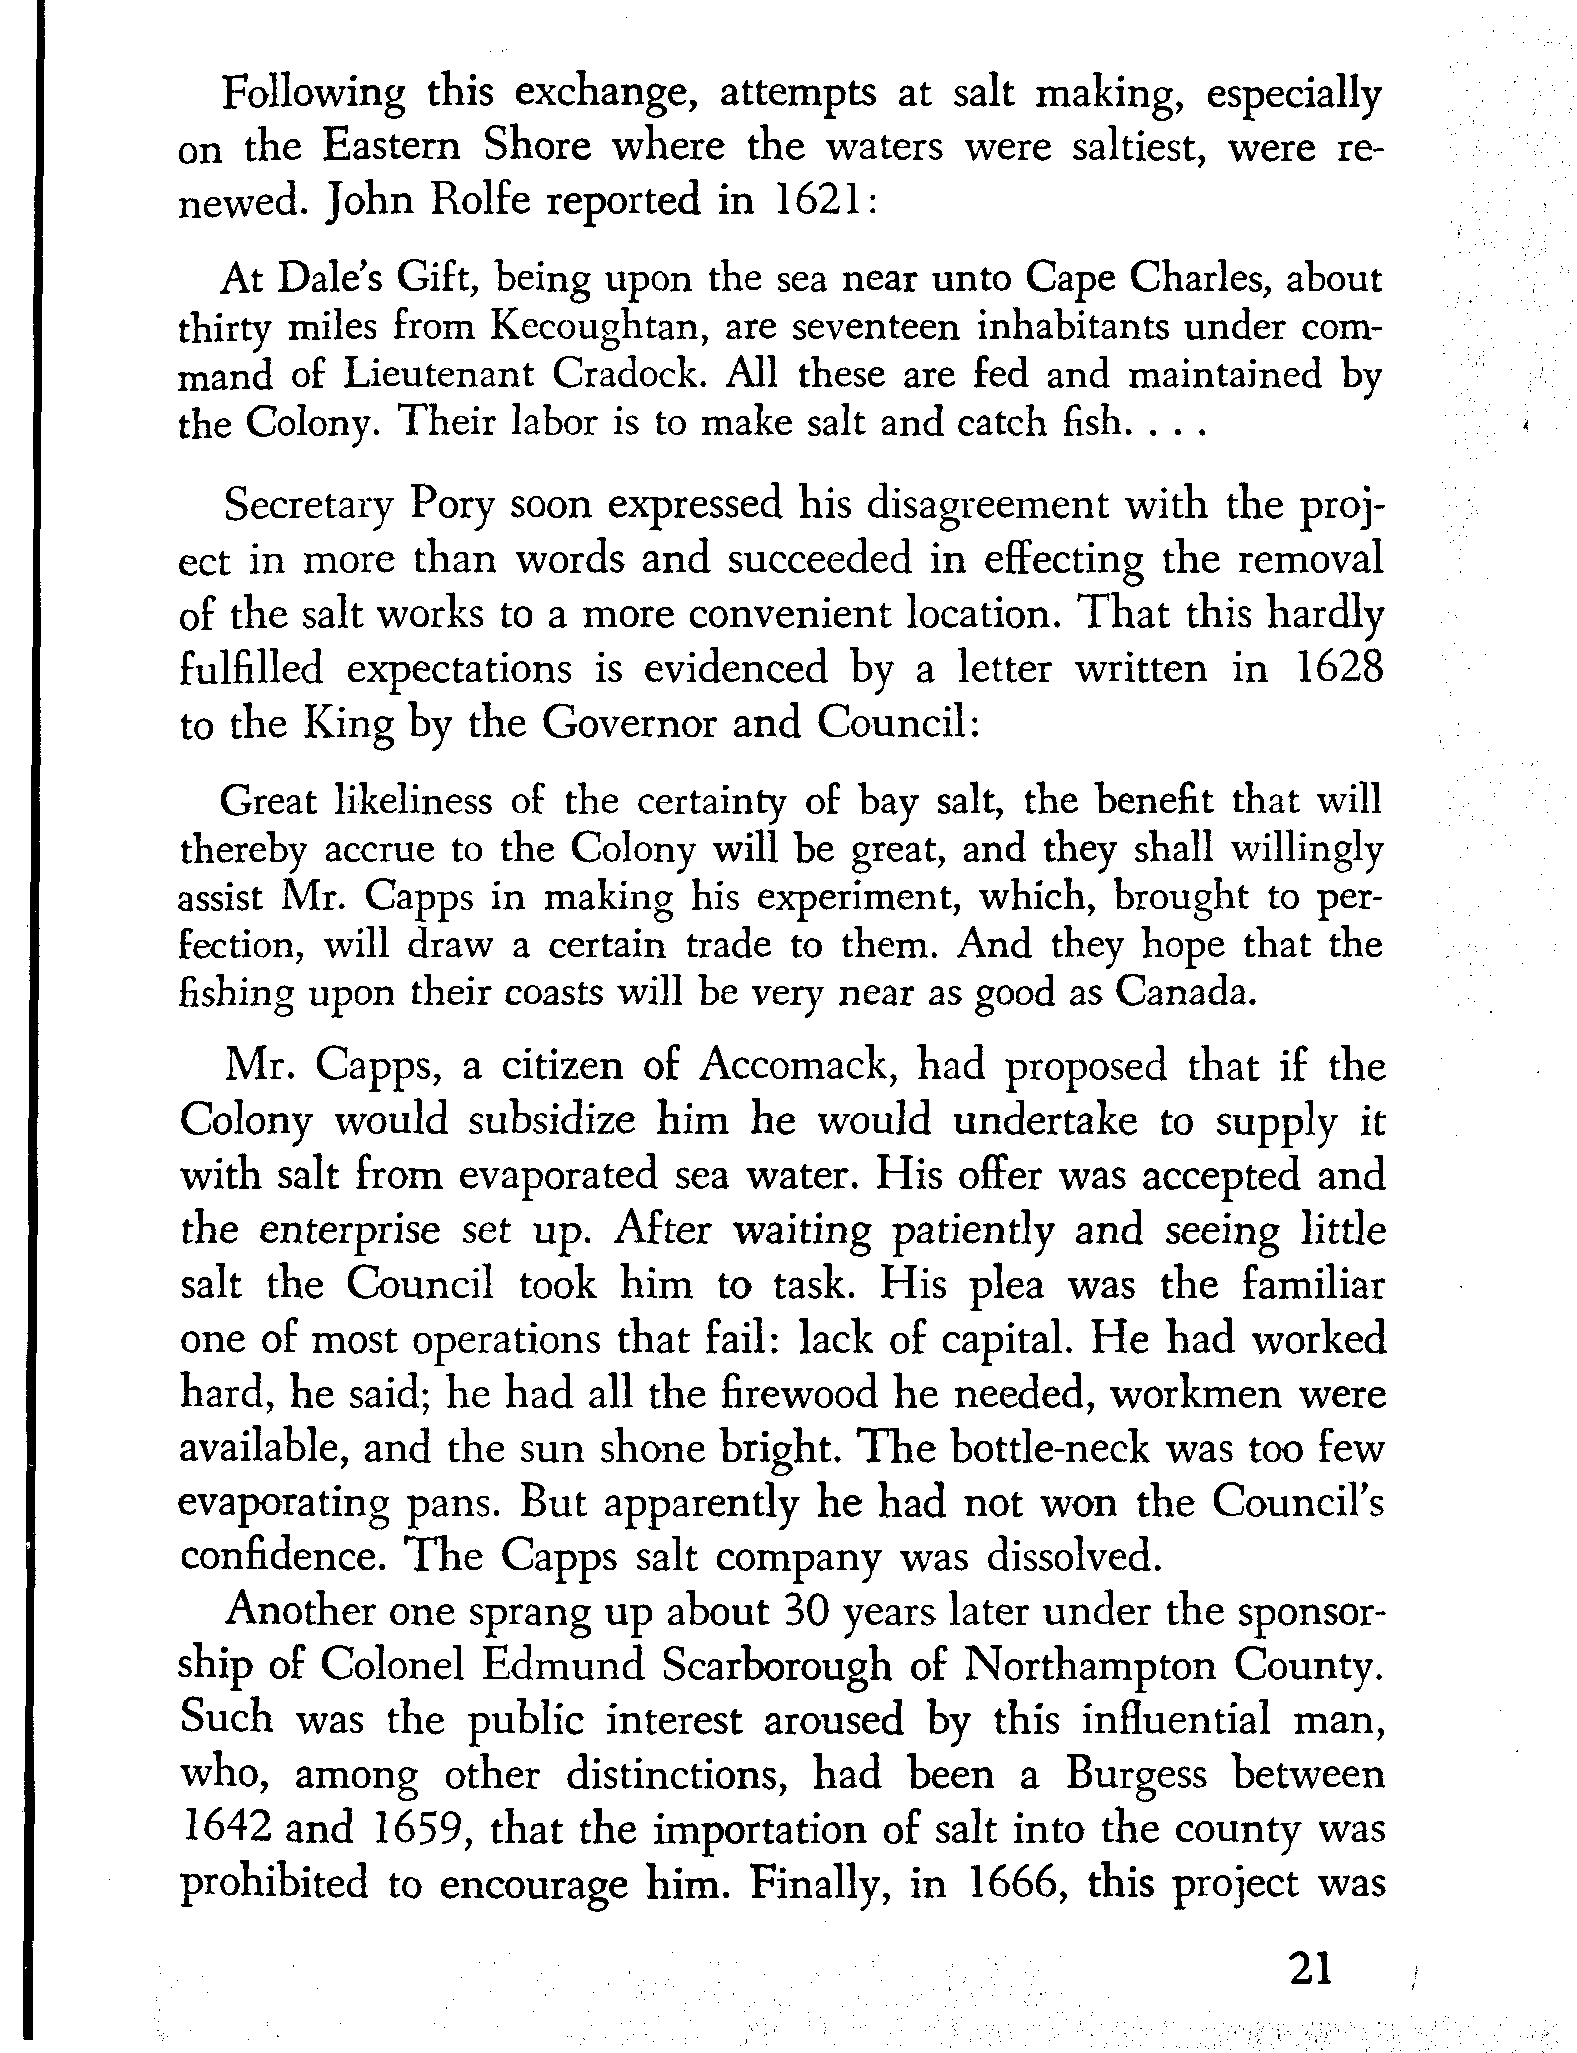 Following this exchange, attempts at salt making, especially
on the Eastern Shore where the waters were saltiest, were re-
newed. John Rolfe reported in 1621:
At Dale's Gift, being upon the sea near unto Cape Charles, about
thirty miles from Kecoughtan, are seventeen inhabitants under com-
mand of Lieutenant Cradock. All these are fed and maintained by
the Colony. Their labor is to make salt and catch fish. . . .
Secretary Pory soon expressed his disagreement with the proj-
ect in more than words and succeeded in effecting the removal
of the salt works to a more convenient location. That this hardly
fulfilled expectations is evidenced by a letter written in 1628
to the King by the Governor and Council:
Great likeliness of the certainty of bay salt, the benefit that will
thereby accrue to the Colony will be great, and they shall willingly
assist Mr. Capps in making his experiment, which, brought to per-
fection, will draw a certain trade to them. And they hope that the
fishing upon their coasts will be very near as good as Canada.
Mr. Capps, a citizen of Accomack, had proposed that if the
Colony would subsidize him he would undertake to supply it
with salt from evaporated sea water. His offer was accepted and
the enterprise set up. After waiting patiently and seeing little
salt the Council took him to task. His plea was the familiar
one of most operations that fail: lack of capital. He had worked
hard, he said; he had all the firewood he needed, workmen were
available, and the sun shone bright. The bottle-neck was too few
evaporating pans. But apparently he had not won the Council's
confidence. The Capps salt company was dissolved.
Another one sprang up about 30 years later under the sponsor-
ship of Colonel Edmund Scarborough of Northampton County.
Such was the public interest aroused by this influential man,
who, among other distinctions, had been a Burgess between
1642 and 1659, that the importation of salt into the county was
prohibited to encourage him. Finally, in 1666, this project was
21